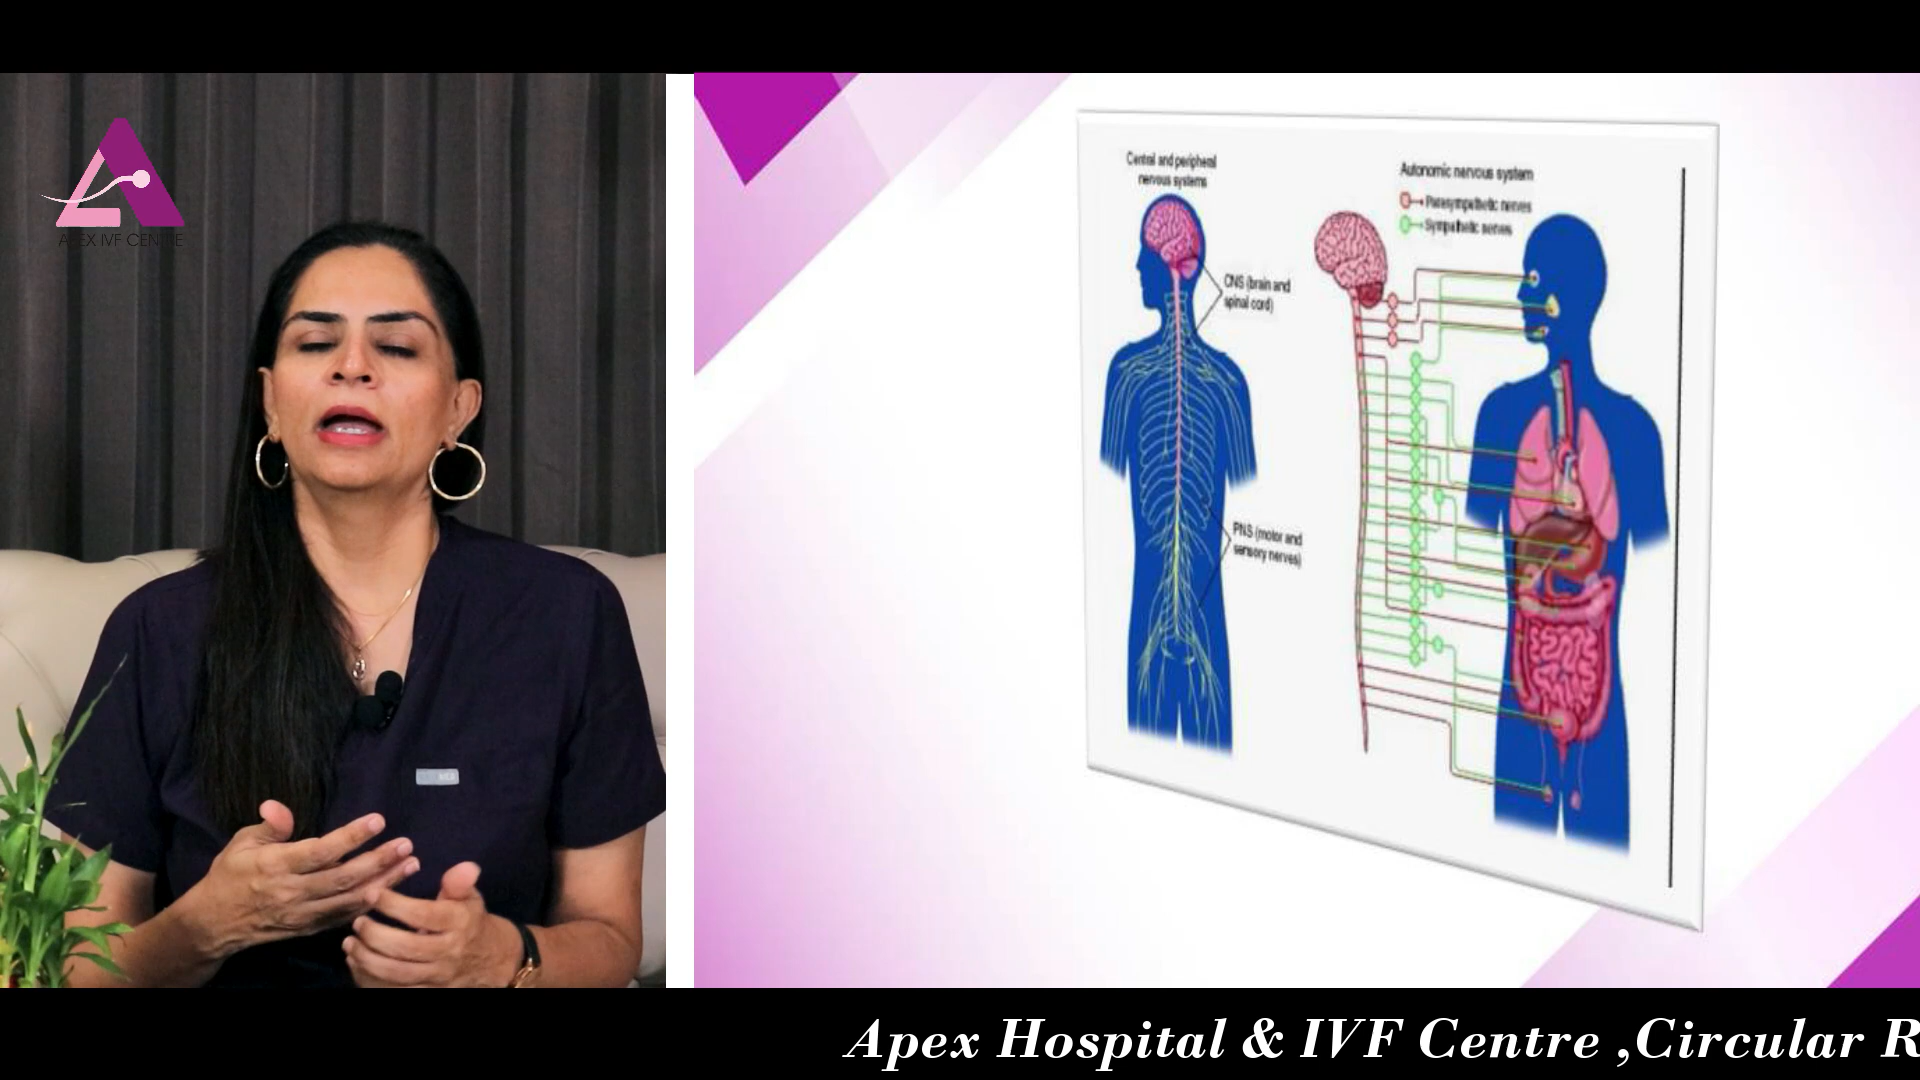 APEX IVF CENTRE
Central and peripheral
nervous systems
CNS (brain and
spinal cord)
PNS (motor and
sensory nerves)
Autonomic nervous system
Parasympathetic nerves
Sympathetic nerves
Apex Hospital & IVF Centre ,Circular R